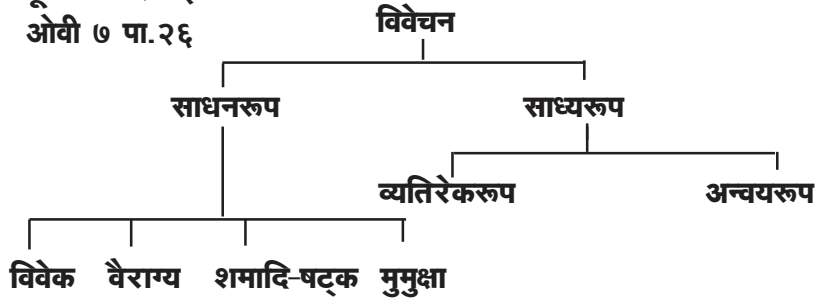 ओवी ७ पा.२६
विवेचन
साधनरूप साध्यरूप
व्यतिरेकरूप अन्वयरूप
विवेक वैराग्य शमादि-षट्क मुमुक्षा